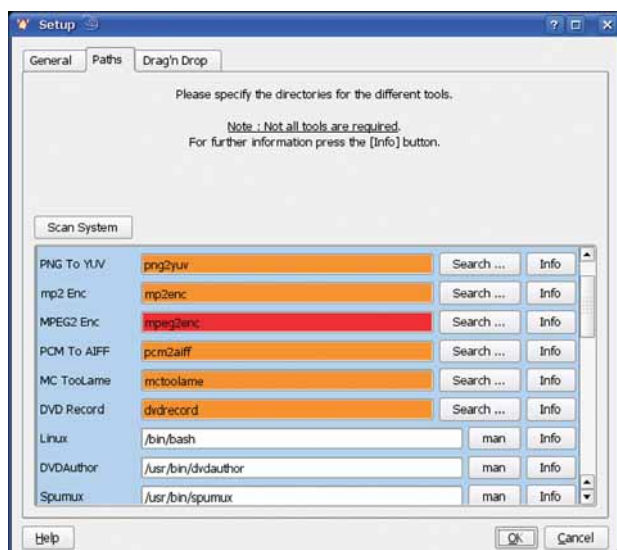 Setup
General Paths Drag'n Drop
Please specify the directories for the different tools.
Note : Not all tools are required.
For further information press the [Info] button.
Scan System
PNG To YUV png2yuv Search ... Info
mp2 Enc mp2enc Search ... Info
MPEG2 Enc mpeg2enc Search ... Info
PCM To AIFF pcm2aiff Search ... Info
MC TooLame mctoolame Search ... Info
DVD Record dvdrecord Search ... Info
Linux /bin/bash man Info
DVDAuthor /usr/bin/dvdauthor man Info
Spumux /usr/bin/spumux man Info
Help OK Cancel